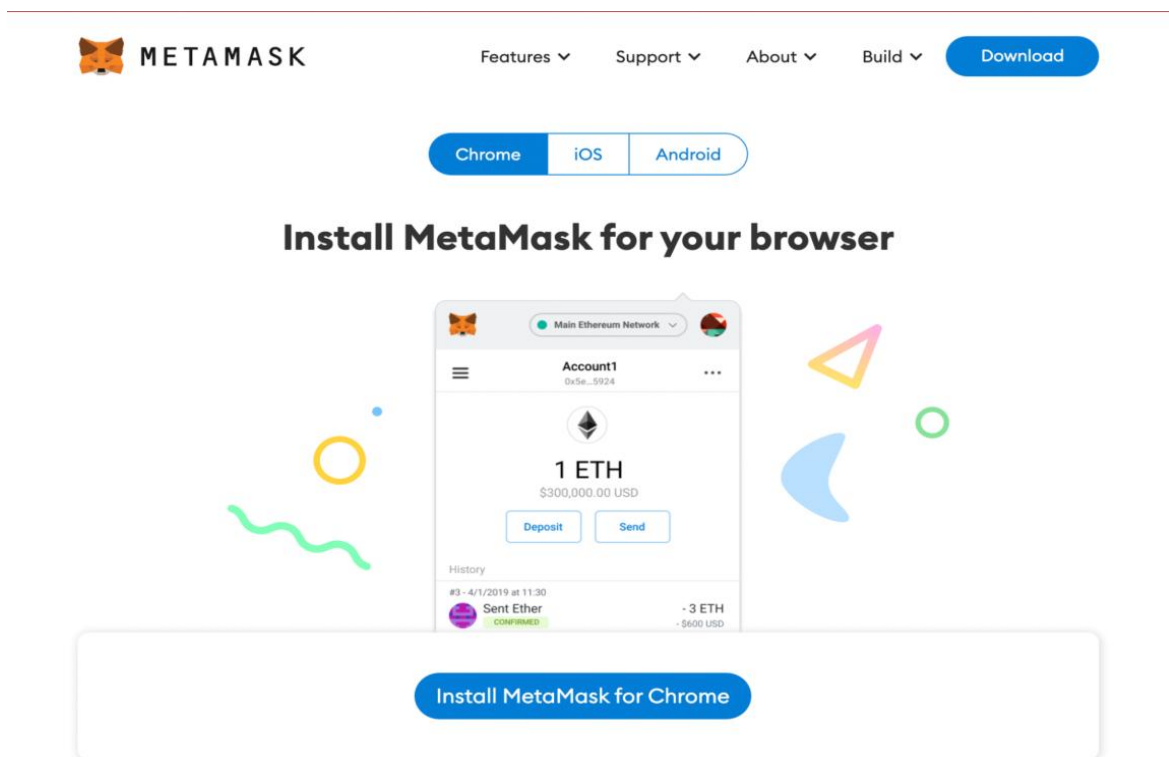 METAMASK Features Support About Build Download
Chrome iOS Android
Install MetaMask for your browser
Main Ethereum Network
Account1
0x5e...5924
1 ETH
$300,000.00 USD
Deposit Send
History
#3 - 4/1/2019 at 11:30
Sent Ether - 3 ETH
CONFIRMED - $600 USD
Install MetaMask for Chrome